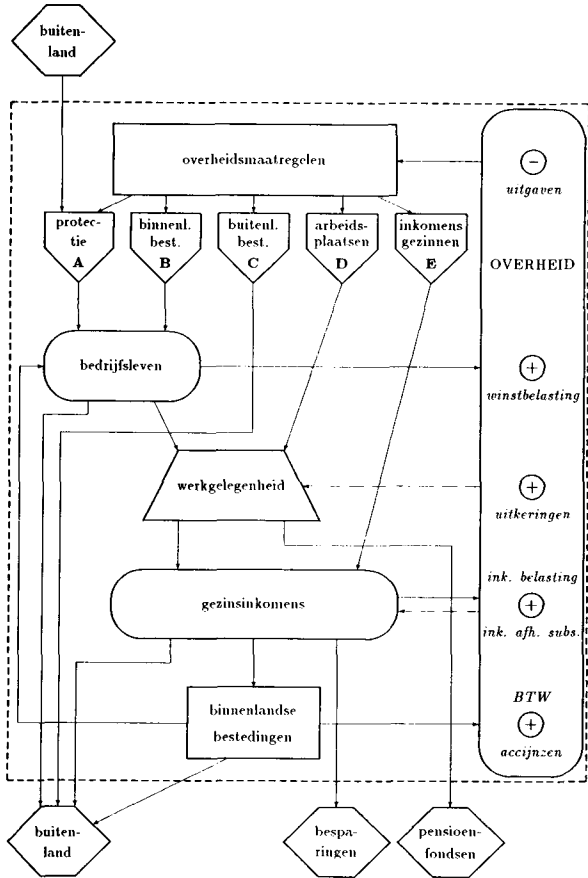 buiten-
land
overheidsmaatregelen
−
uitgaven
protec-
tie
A
binnenl.
best.
B
buitenl.
best.
C
arbeids-
plaatsen
D
inkomens
gezinnen
E
OVERHEID
bedrijfsleven
+
winstbelasting
werkgelegenheid
+
uitkeringen
ink. belasting
gezinsinkomens
+
ink. afh. subs.
binnenlandse
bestedingen
BTW
+
accijnzen
buiten-
land
bespa-
ringen
pensioen-
fondsen